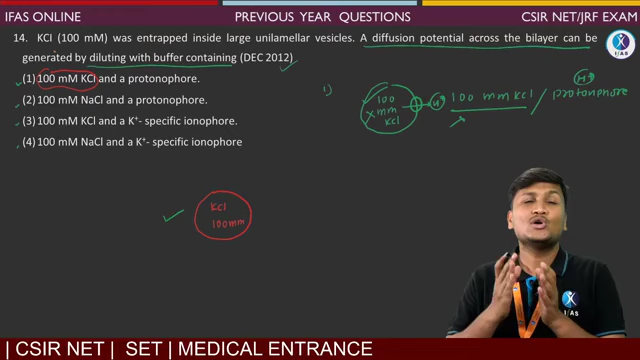 IFAS ONLINE PREVIOUS YEAR QUESTIONS CSIR NET/JRF EXAM
14. KCl (100 mM) was entrapped inside large unilamellar vesicles. A diffusion potential across the bilayer can be
generated by diluting with buffer containing (DEC 2012)
(1) 100 mM KCl and a protonophore.
(2) 100 mM NaCl and a protonophore.
(3) 100 mM KCl and a K⁺- specific ionophore.
(4) 100 mM NaCl and a K⁺- specific ionophore
IFAS
1)
100
mM
KCl
H⁺
100 mM KCl / Protonophore
H⁺
KCl
100mM
IFAS
| CSIR NET | SET | MEDICAL ENTRANCE